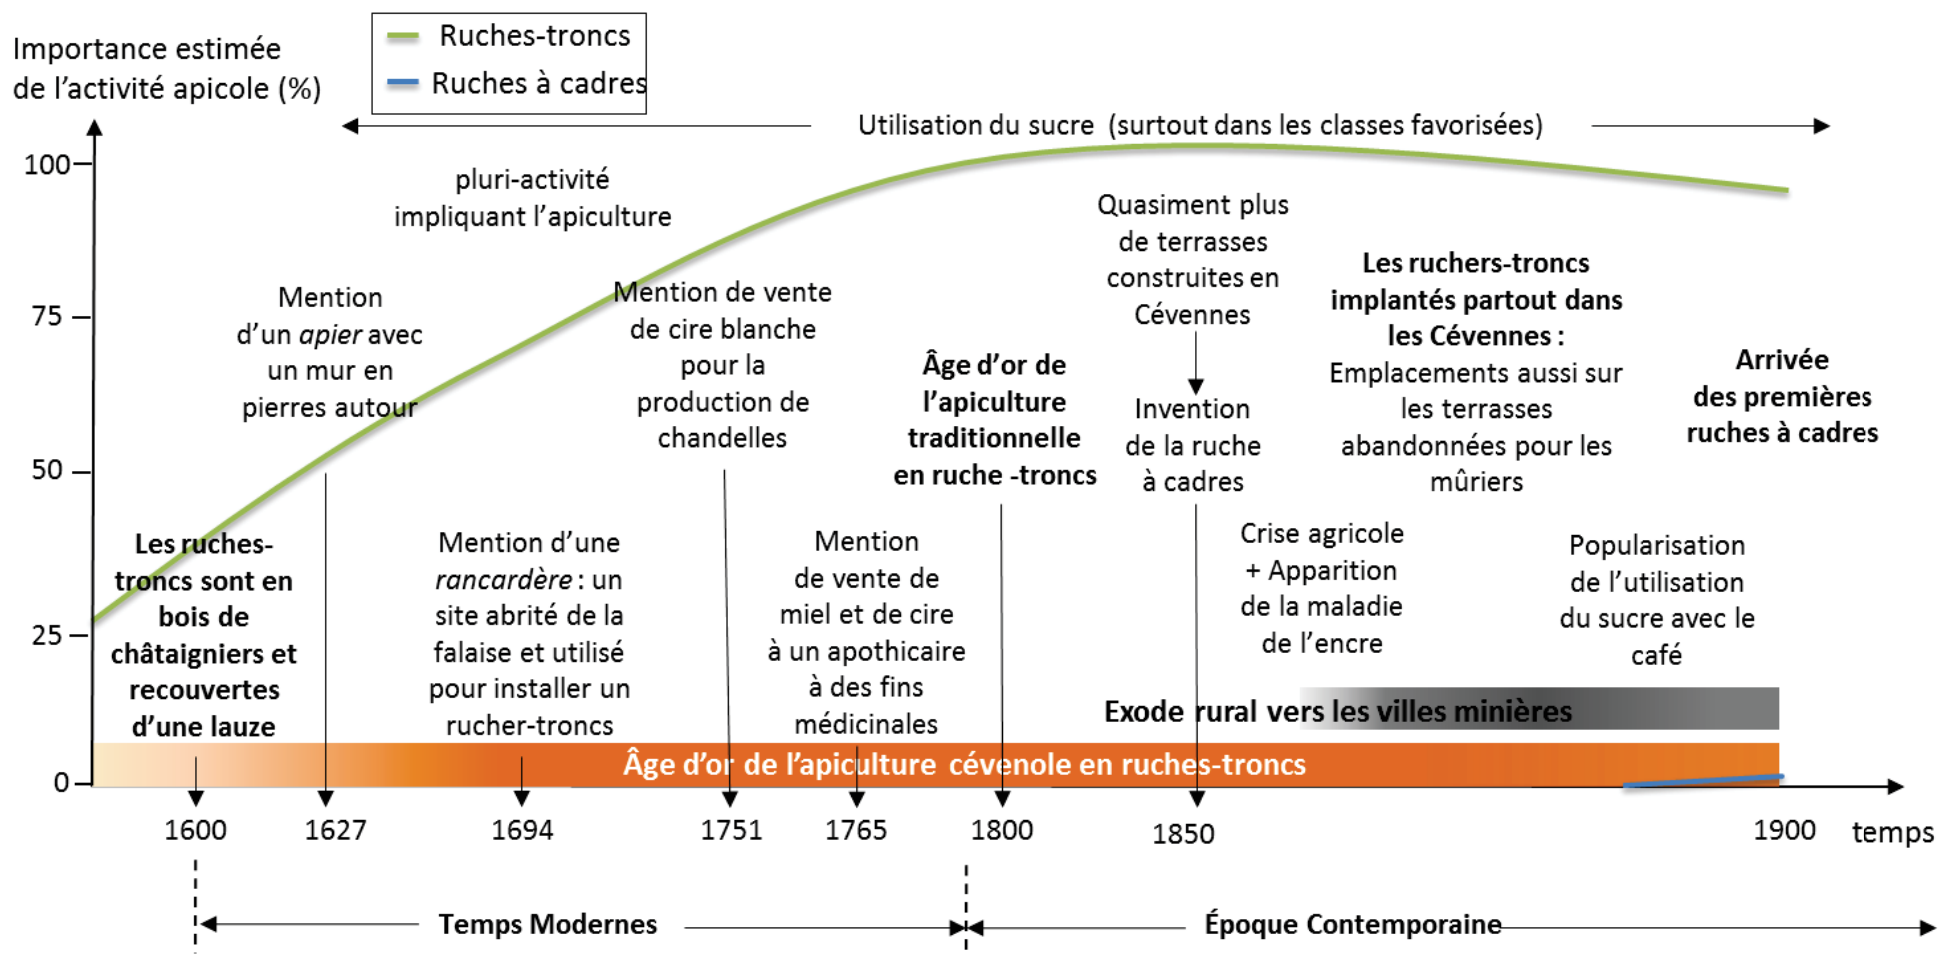 Importance estimée
de l'activité apicole (%)
Ruches-troncs
Ruches à cadres
Utilisation du sucre (surtout dans les classes favorisées)
100
75
50
25
0
pluri-activité
impliquant l'apiculture
Mention
d'un apier avec
un mur en
pierres autour
Mention de vente
de cire blanche
pour la
production de
chandelles
Quasiment plus
de terrasses
construites en
Cévennes
Invention
de la ruche
à cadres
Les ruchers-troncs
implantés partout dans
les Cévennes :
Emplacements aussi sur
les terrasses
abandonnées pour les
mûriers
Âge d'or de
l'apiculture
traditionnelle
en ruche -troncs
Arrivée
des premières
ruches à cadres
Les ruches-
troncs sont en
bois de
châtaigniers et
recouvertes
d'une lauze
Mention d'une
rancardère : un
site abrité de la
falaise et utilisé
pour installer un
rucher-troncs
Mention
de vente de
miel et de cire
à un apothicaire
à des fins
médicinales
Crise agricole
+ Apparition
de la maladie
de l'encre
Popularisation
de l'utilisation
du sucre avec le
café
Exode rural vers les villes minières
Âge d'or de l'apiculture cévenole en ruches-troncs
1600
1627
1694
1751
1765
1800
1850
1900
temps
Temps Modernes
Époque Contemporaine